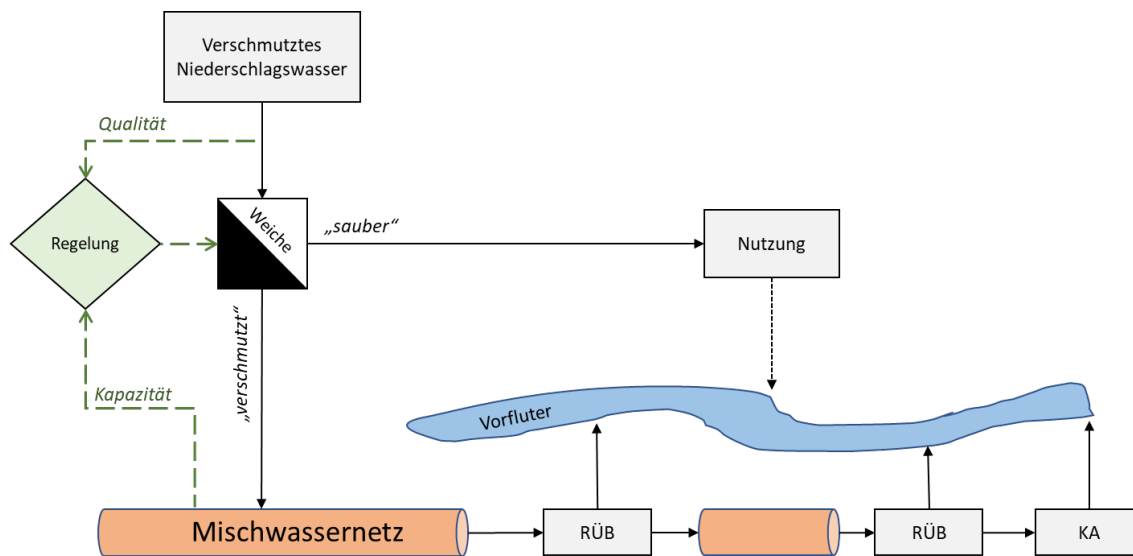 Verschmutztes
Niederschlagswasser
Qualität
Weiche
„sauber“
Regelung
Nutzung
„verschmutzt“
Kapazität
Vorfluter
Mischwassernetz
RÜB
RÜB
KA